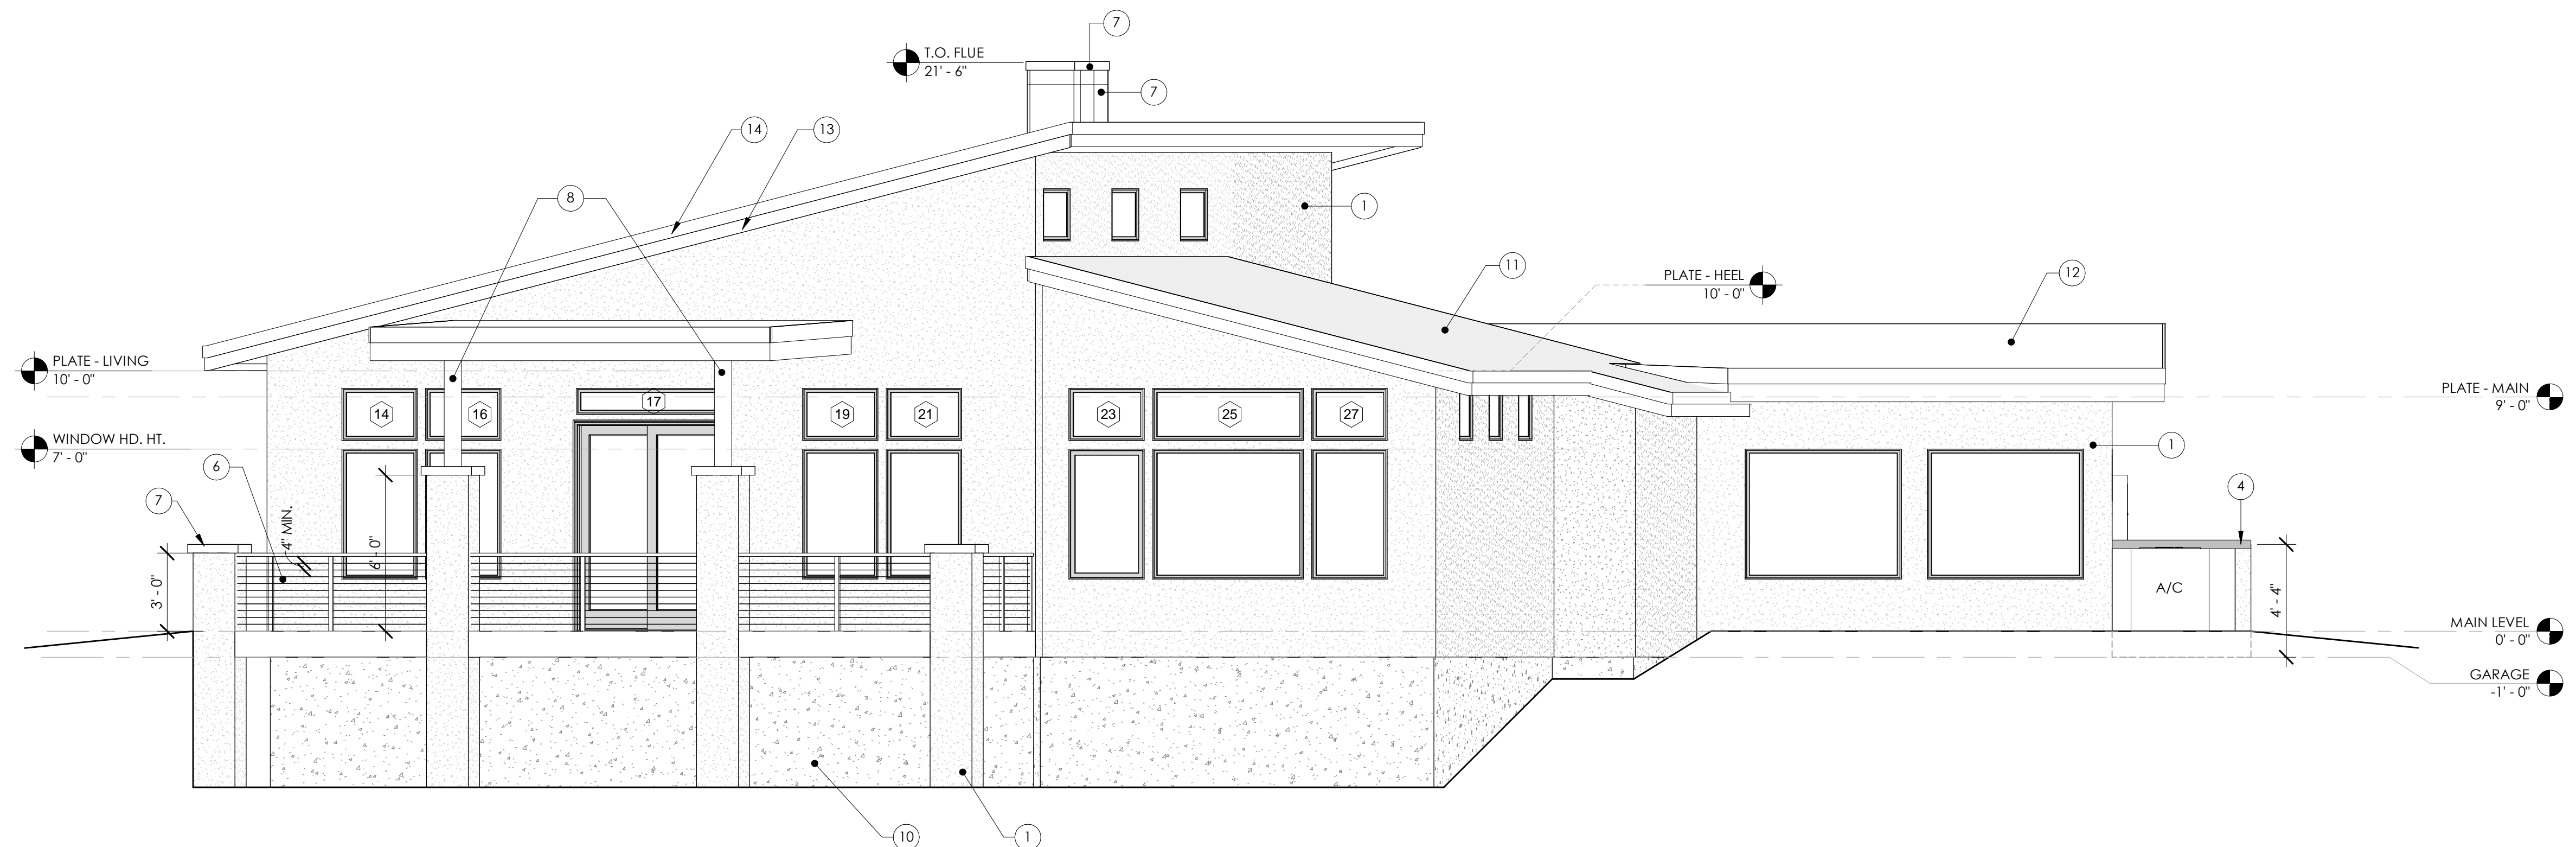 7
T.O. FLUE
21' - 6"
7
14
13
8
1
11
PLATE - HEEL
10' - 0"
12
PLATE - LIVING
10' - 0"
PLATE - MAIN
9' - 0"
14
16
17
19
21
23
25
27
WINDOW HD. HT.
7' - 0"
1
6
7
4" MIN.
6' - 0"
3' - 0"
4
A/C
4' - 4"
MAIN LEVEL
0' - 0"
GARAGE
-1' - 0"
10
1